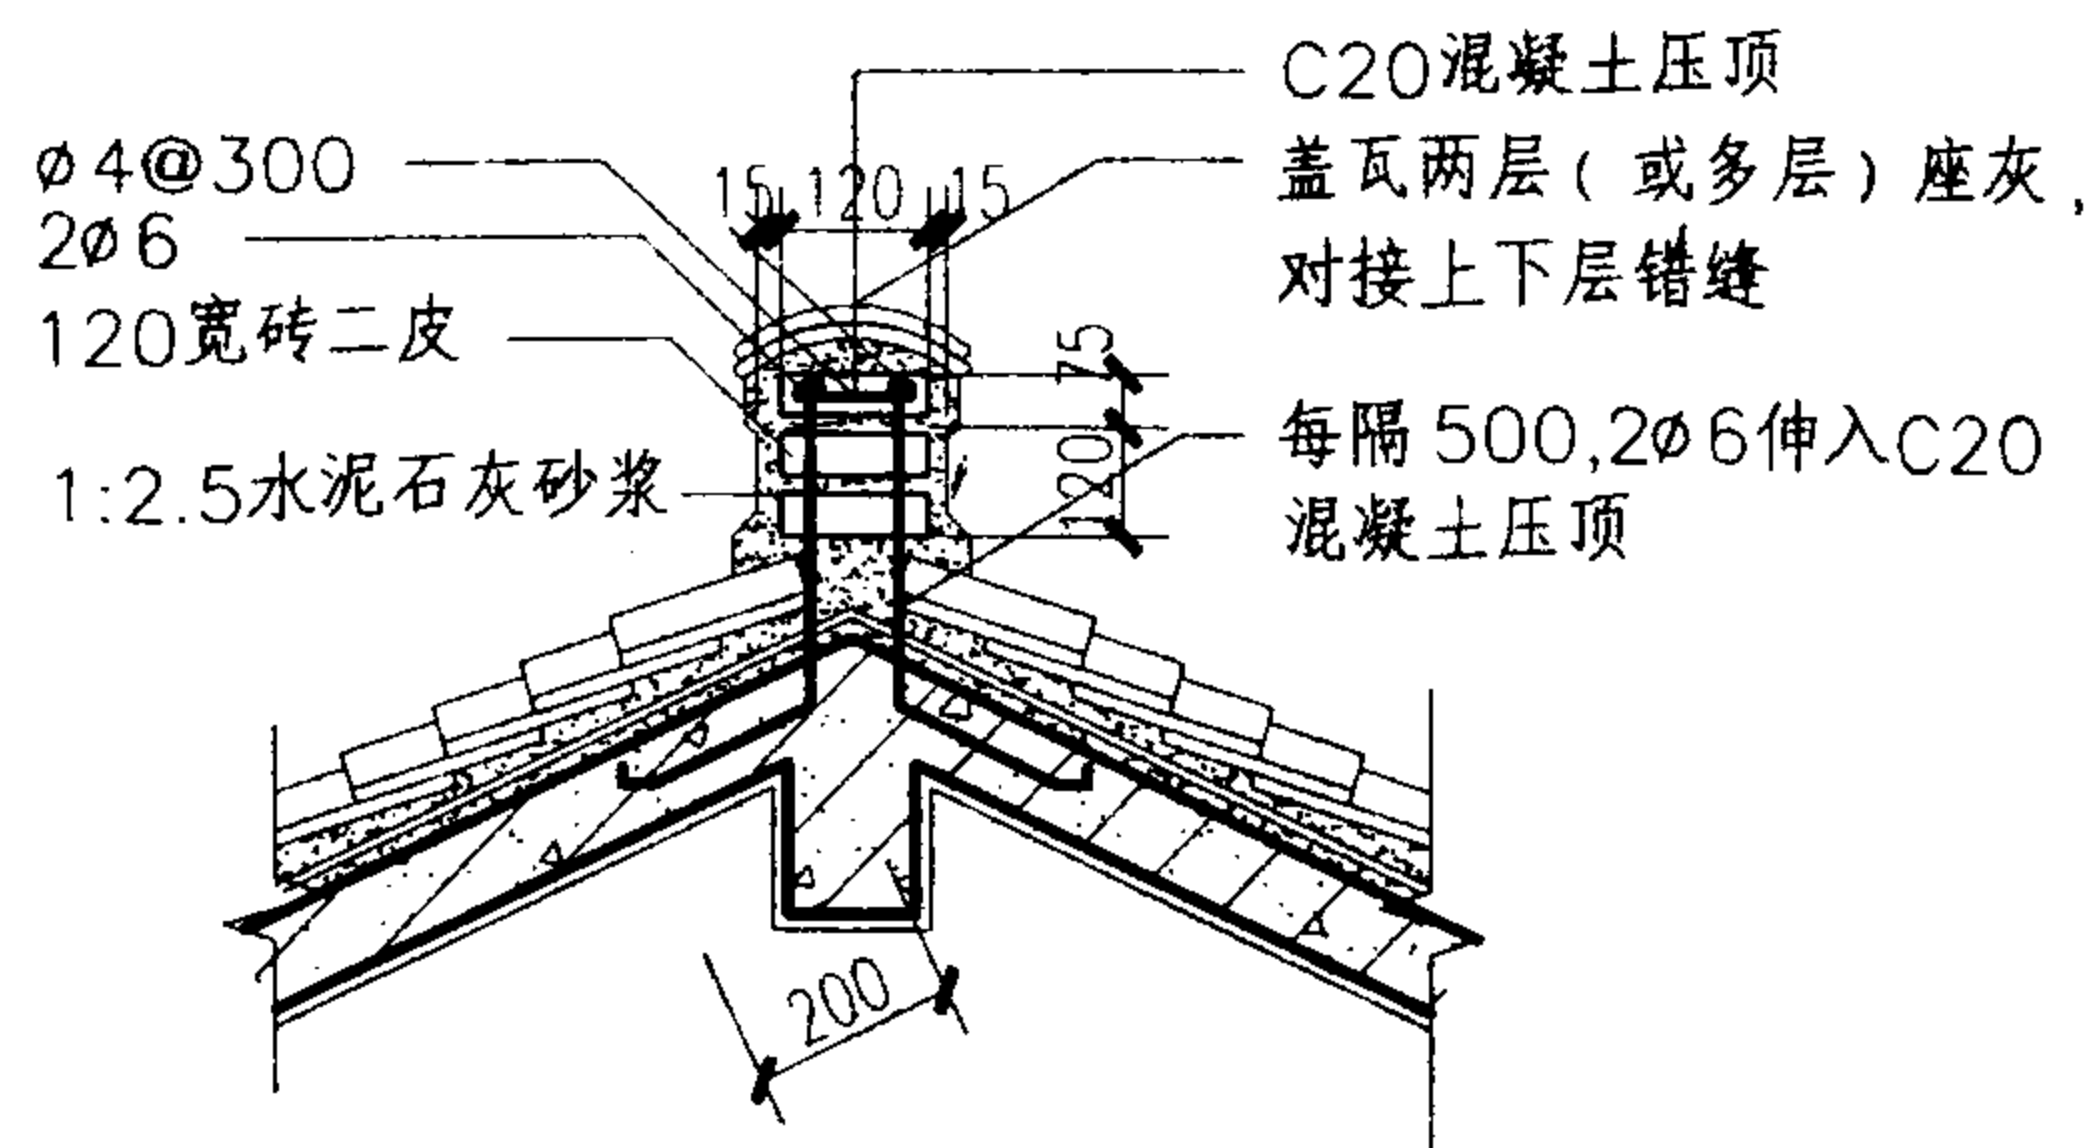 C20混凝土压顶
盖瓦两层(或多层)座灰,
对接上下层错缝
ø4@300
2ø6
120宽砖二皮
1:2.5水泥石灰砂浆
15 120 15
75
120
每隔500,2ø6伸入C20
混凝土压顶
200